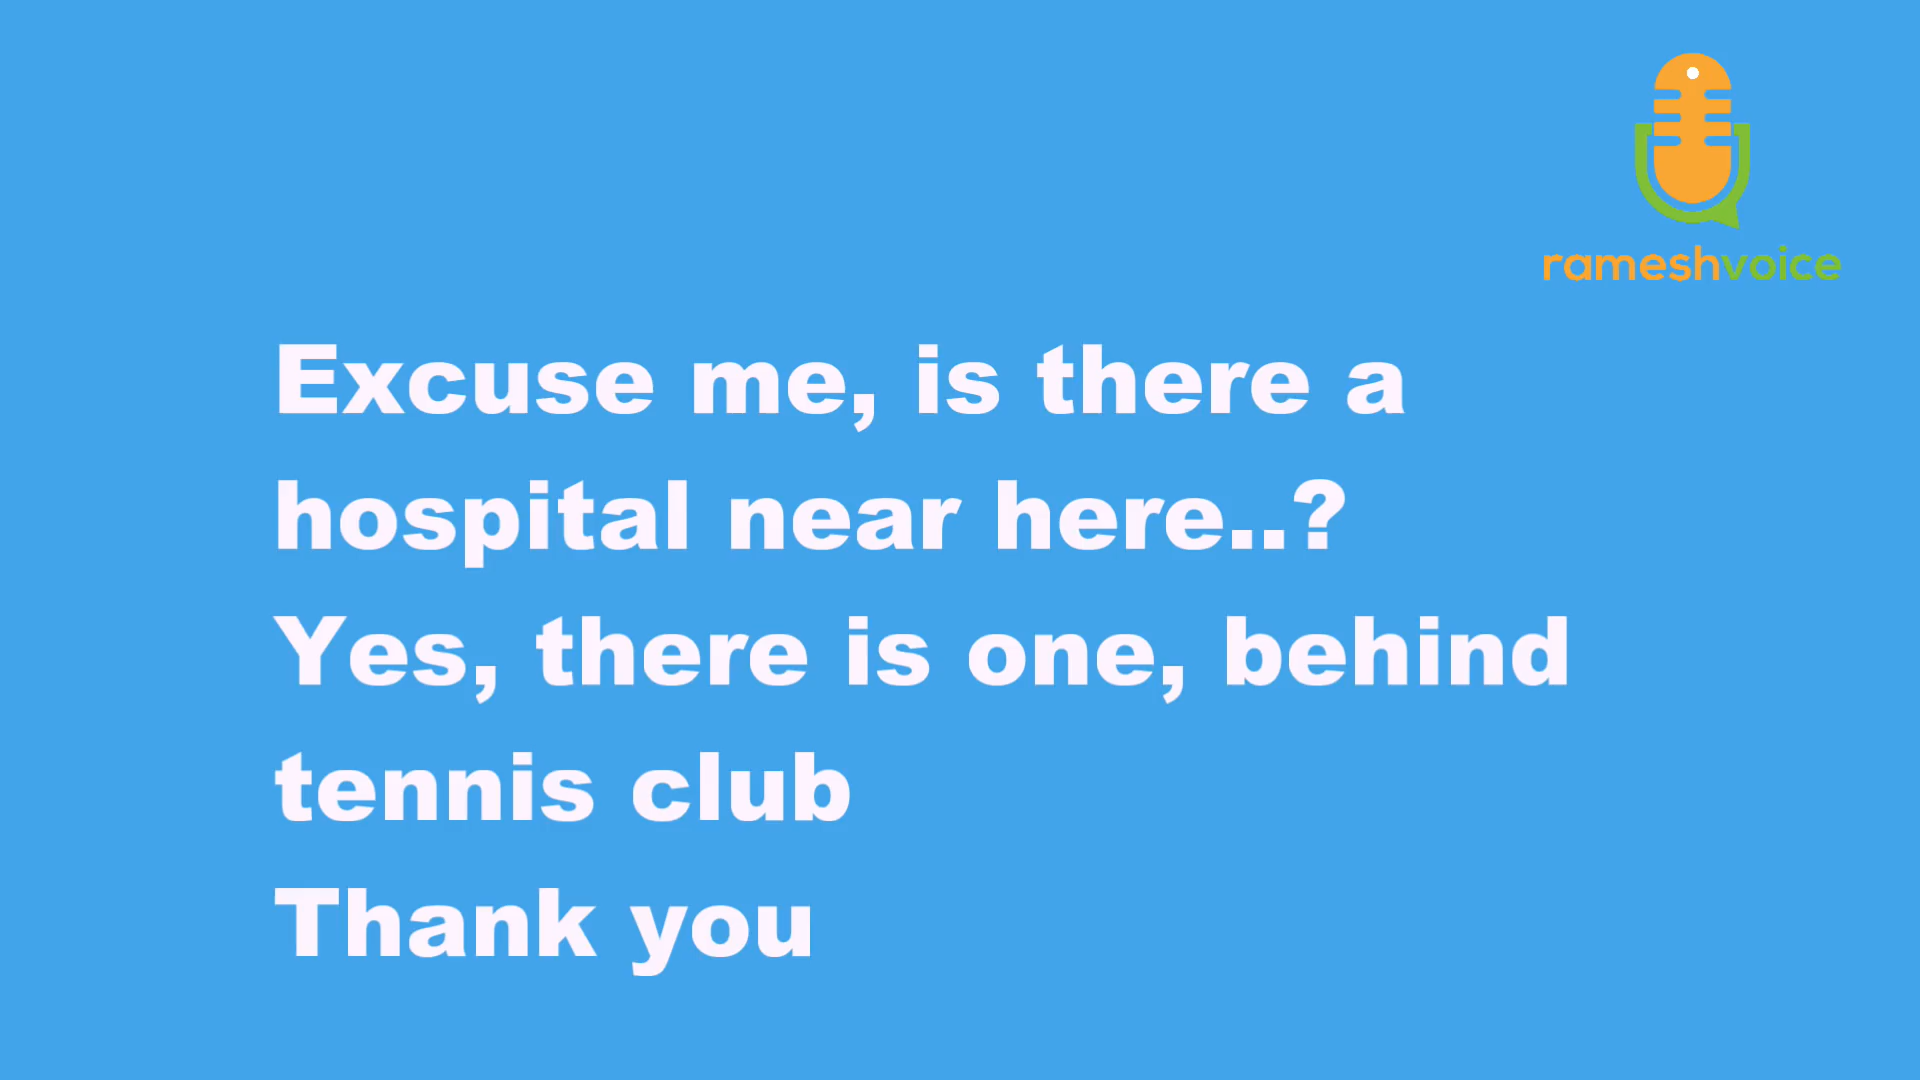 rameshvoice
Excuse me, is there a
hospital near here..?
Yes, there is one, behind
tennis club
Thank you